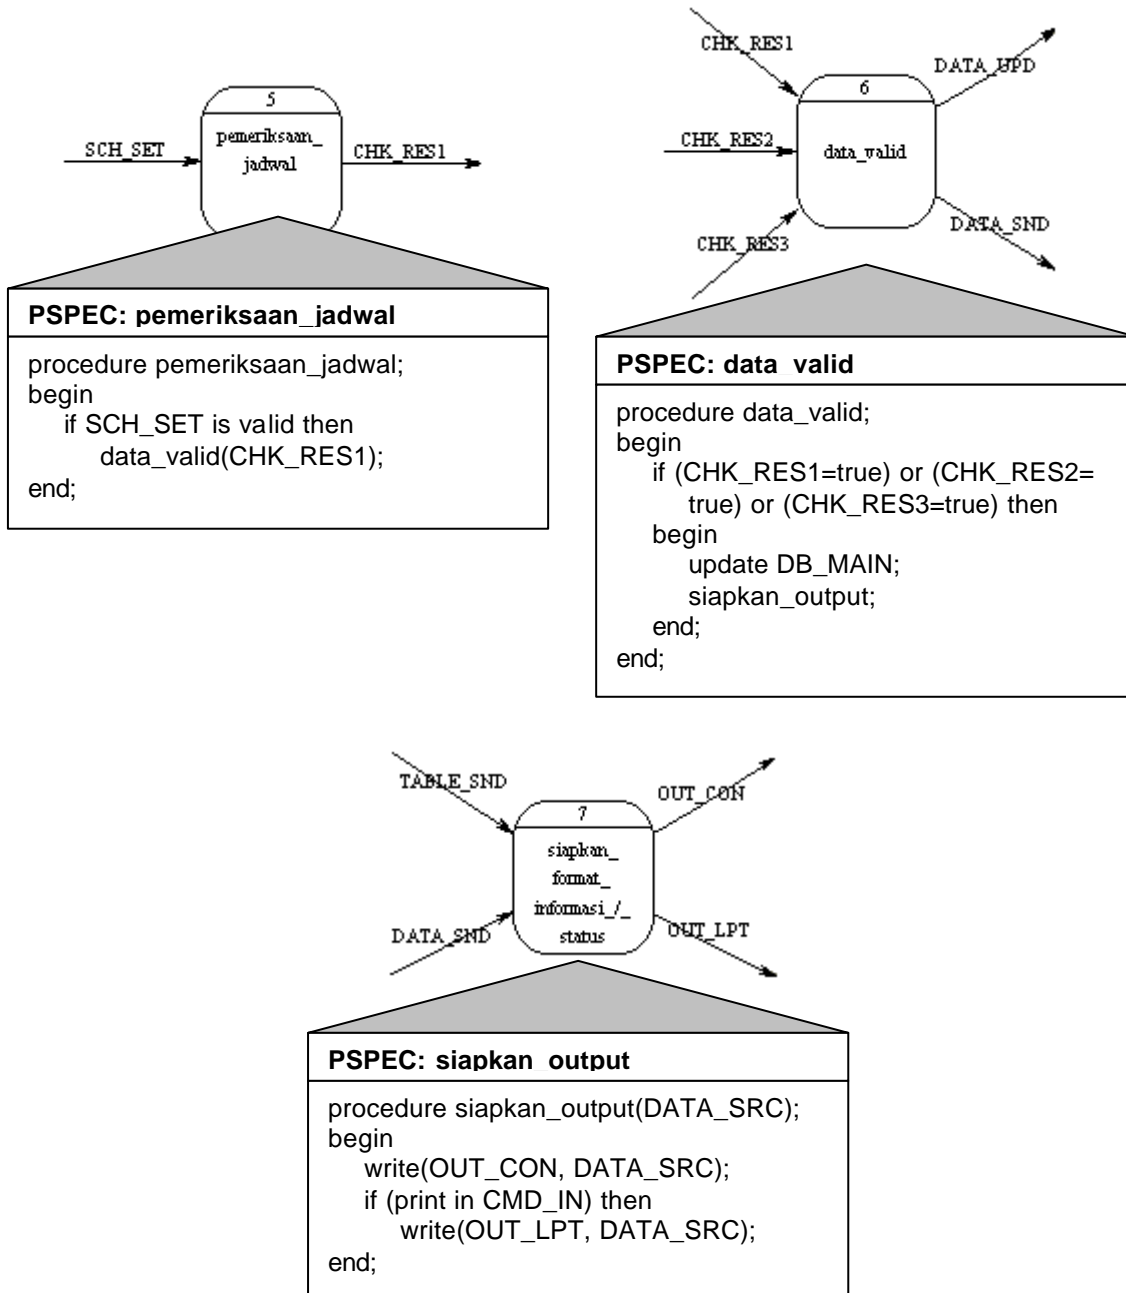 5
pemeriksaan_
jadwal
SCH_SET
CHK_RES1
PSPEC: pemeriksaan_jadwal
procedure pemeriksaan_jadwal;
begin
if SCH_SET is valid then
data_valid(CHK_RES1);
end;
CHK_RES1
DATA_UPD
6
CHK_RES2
data_valid
CHK_RES3
DATA_SND
PSPEC: data_valid
procedure data_valid;
begin
if (CHK_RES1=true) or (CHK_RES2=
true) or (CHK_RES3=true) then
begin
update DB_MAIN;
siapkan_output;
end;
end;
TABLE_SND
OUT_CON
7
siapkan_
format_
informasi_/_
status
DATA_SND
OUT_LPT
PSPEC: siapkan_output
procedure siapkan_output(DATA_SRC);
begin
write(OUT_CON, DATA_SRC);
if (print in CMD_IN) then
write(OUT_LPT, DATA_SRC);
end;